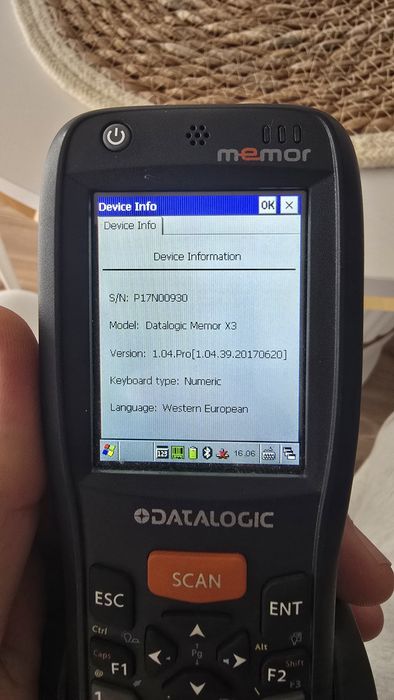 memor
Device Info OK ×
Device Info
Device Information
S/N: P17N00930
Model: Datalogic Memor X3
Version: 1.04.Pro[1.04.39.20170620]
Keyboard type: Numeric
Language: Western European
123 16.06
DATALOGIC
SCAN
ESC ENT
Ctrl Pg Alt
Caps Shift
@ F1 F2 F3
1